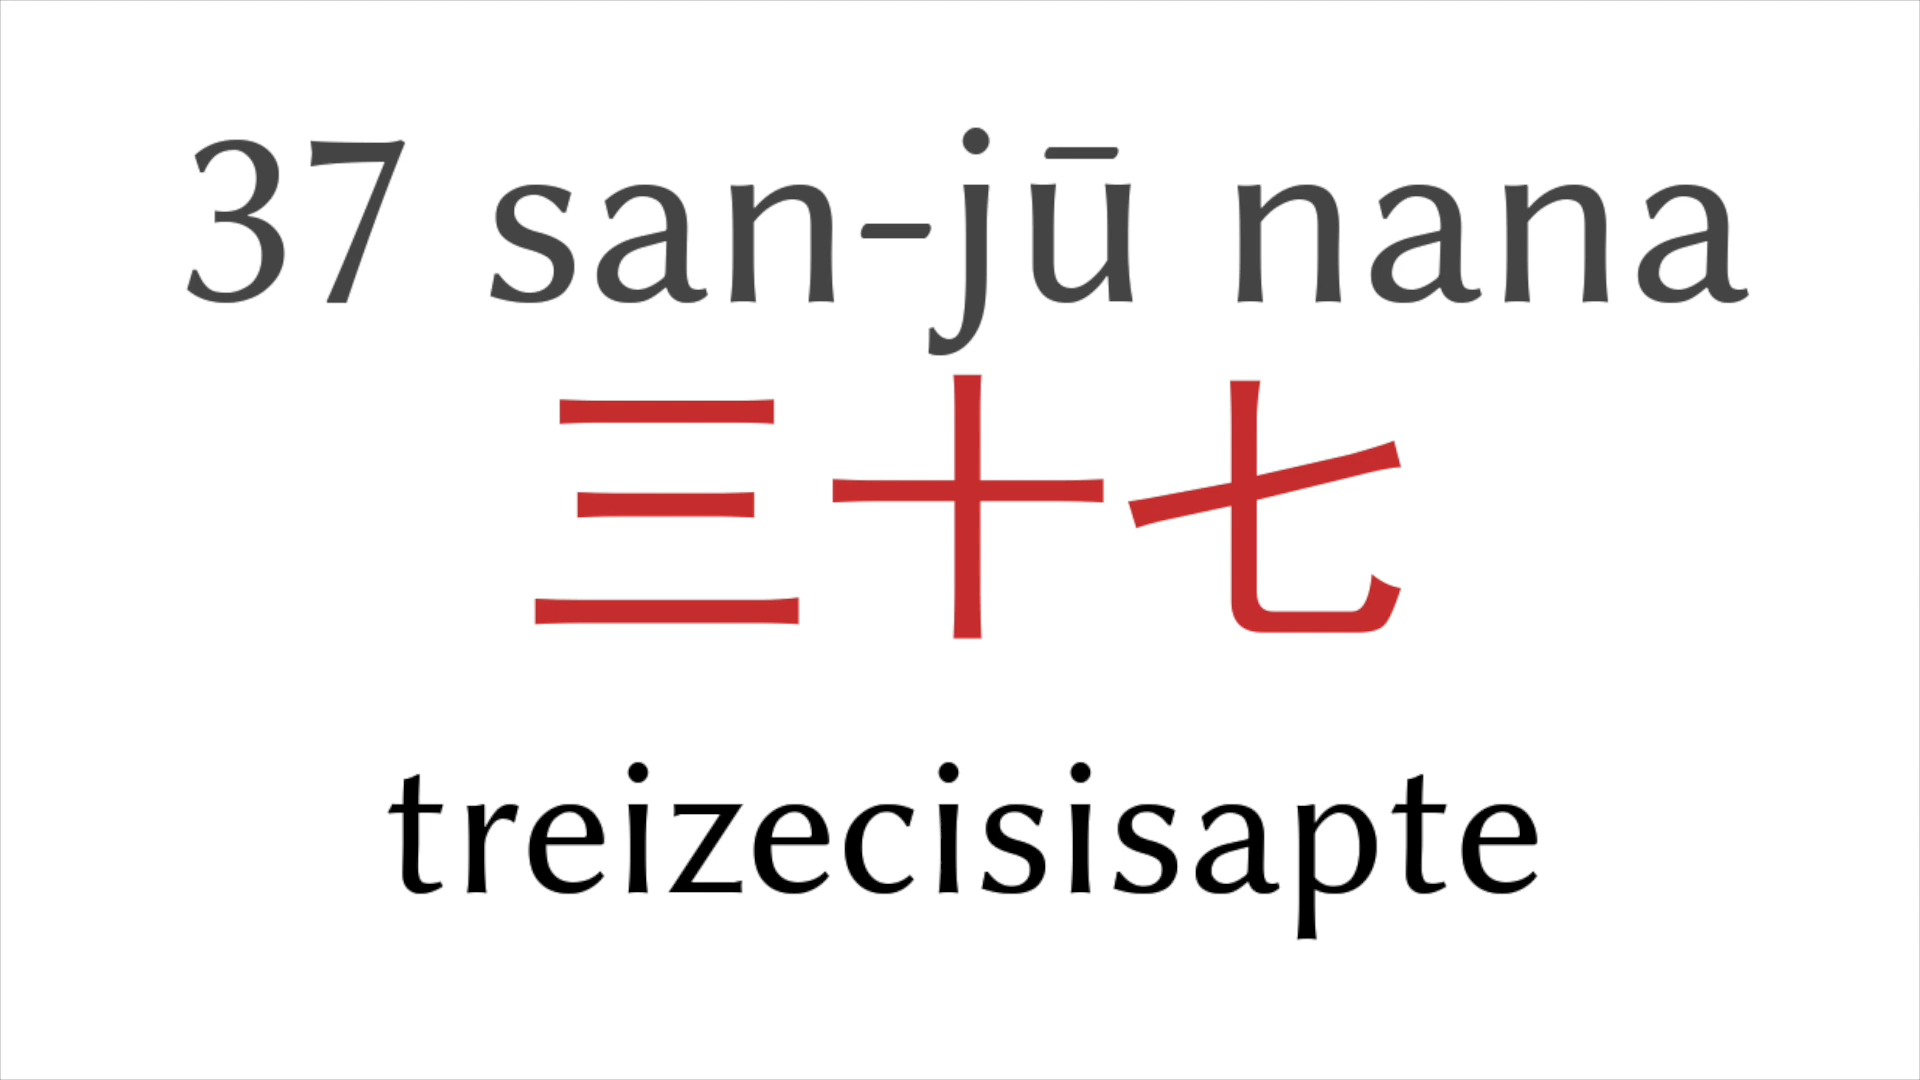 37 san-jū nana
三十七
treizecisisapte